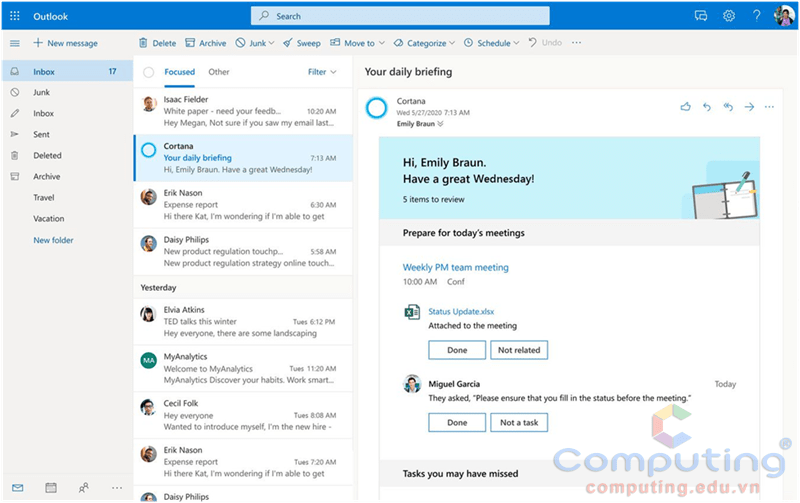 Outlook
Search
New message
Delete
Archive
Junk
Sweep
Move to
Categorize
Schedule
Undo
Inbox 17
Junk
Inbox
Sent
Deleted
Archive
Travel
Vacation
New folder
Focused Other Filter
Isaac Fielder
White paper - need your feedb... 10:20 AM
Hey Megan, Not sure if you saw my email last...
Cortana
Your daily briefing 7:13 AM
Hi, Emily Braun. Have a great Wednesday!
Erik Nason
Expense report 6:30 AM
Hi there Kat, I'm wondering if I'm able to get
Daisy Philips
New product regulation touchp... 5:58 AM
New product regulation strategy online touch...
Yesterday
Elvia Atkins
TED talks this winter Tues 6:12 PM
Hey everyone, there are some landscaping
MA
MyAnalytics
Welcome to MyAnalytics Tues 11:20 AM
MyAnalytics Discover your habits. Work smart...
Cecil Folk
Hey everyone Tues 8:08 AM
Wanted to introduce myself, I'm the new hire -
Erik Nason
Expense report Tues 7:20 AM
Hi there Kat, I'm wondering if I'm able to get
Daisy Philips
Your daily briefing
Cortana
Wed 5/27/2020 7:13 AM
Emily Braun
Hi, Emily Braun.
Have a great Wednesday!
5 items to review
Prepare for today's meetings
Weekly PM team meeting
10:00 AM Conf
Status Update.xlsx
Attached to the meeting
Done Not related
Miguel Garcia Today
They asked, "Please ensure that you fill in the status before the meeting."
Done Not a task
Tasks you may have missed
Computing®
computing.edu.vn